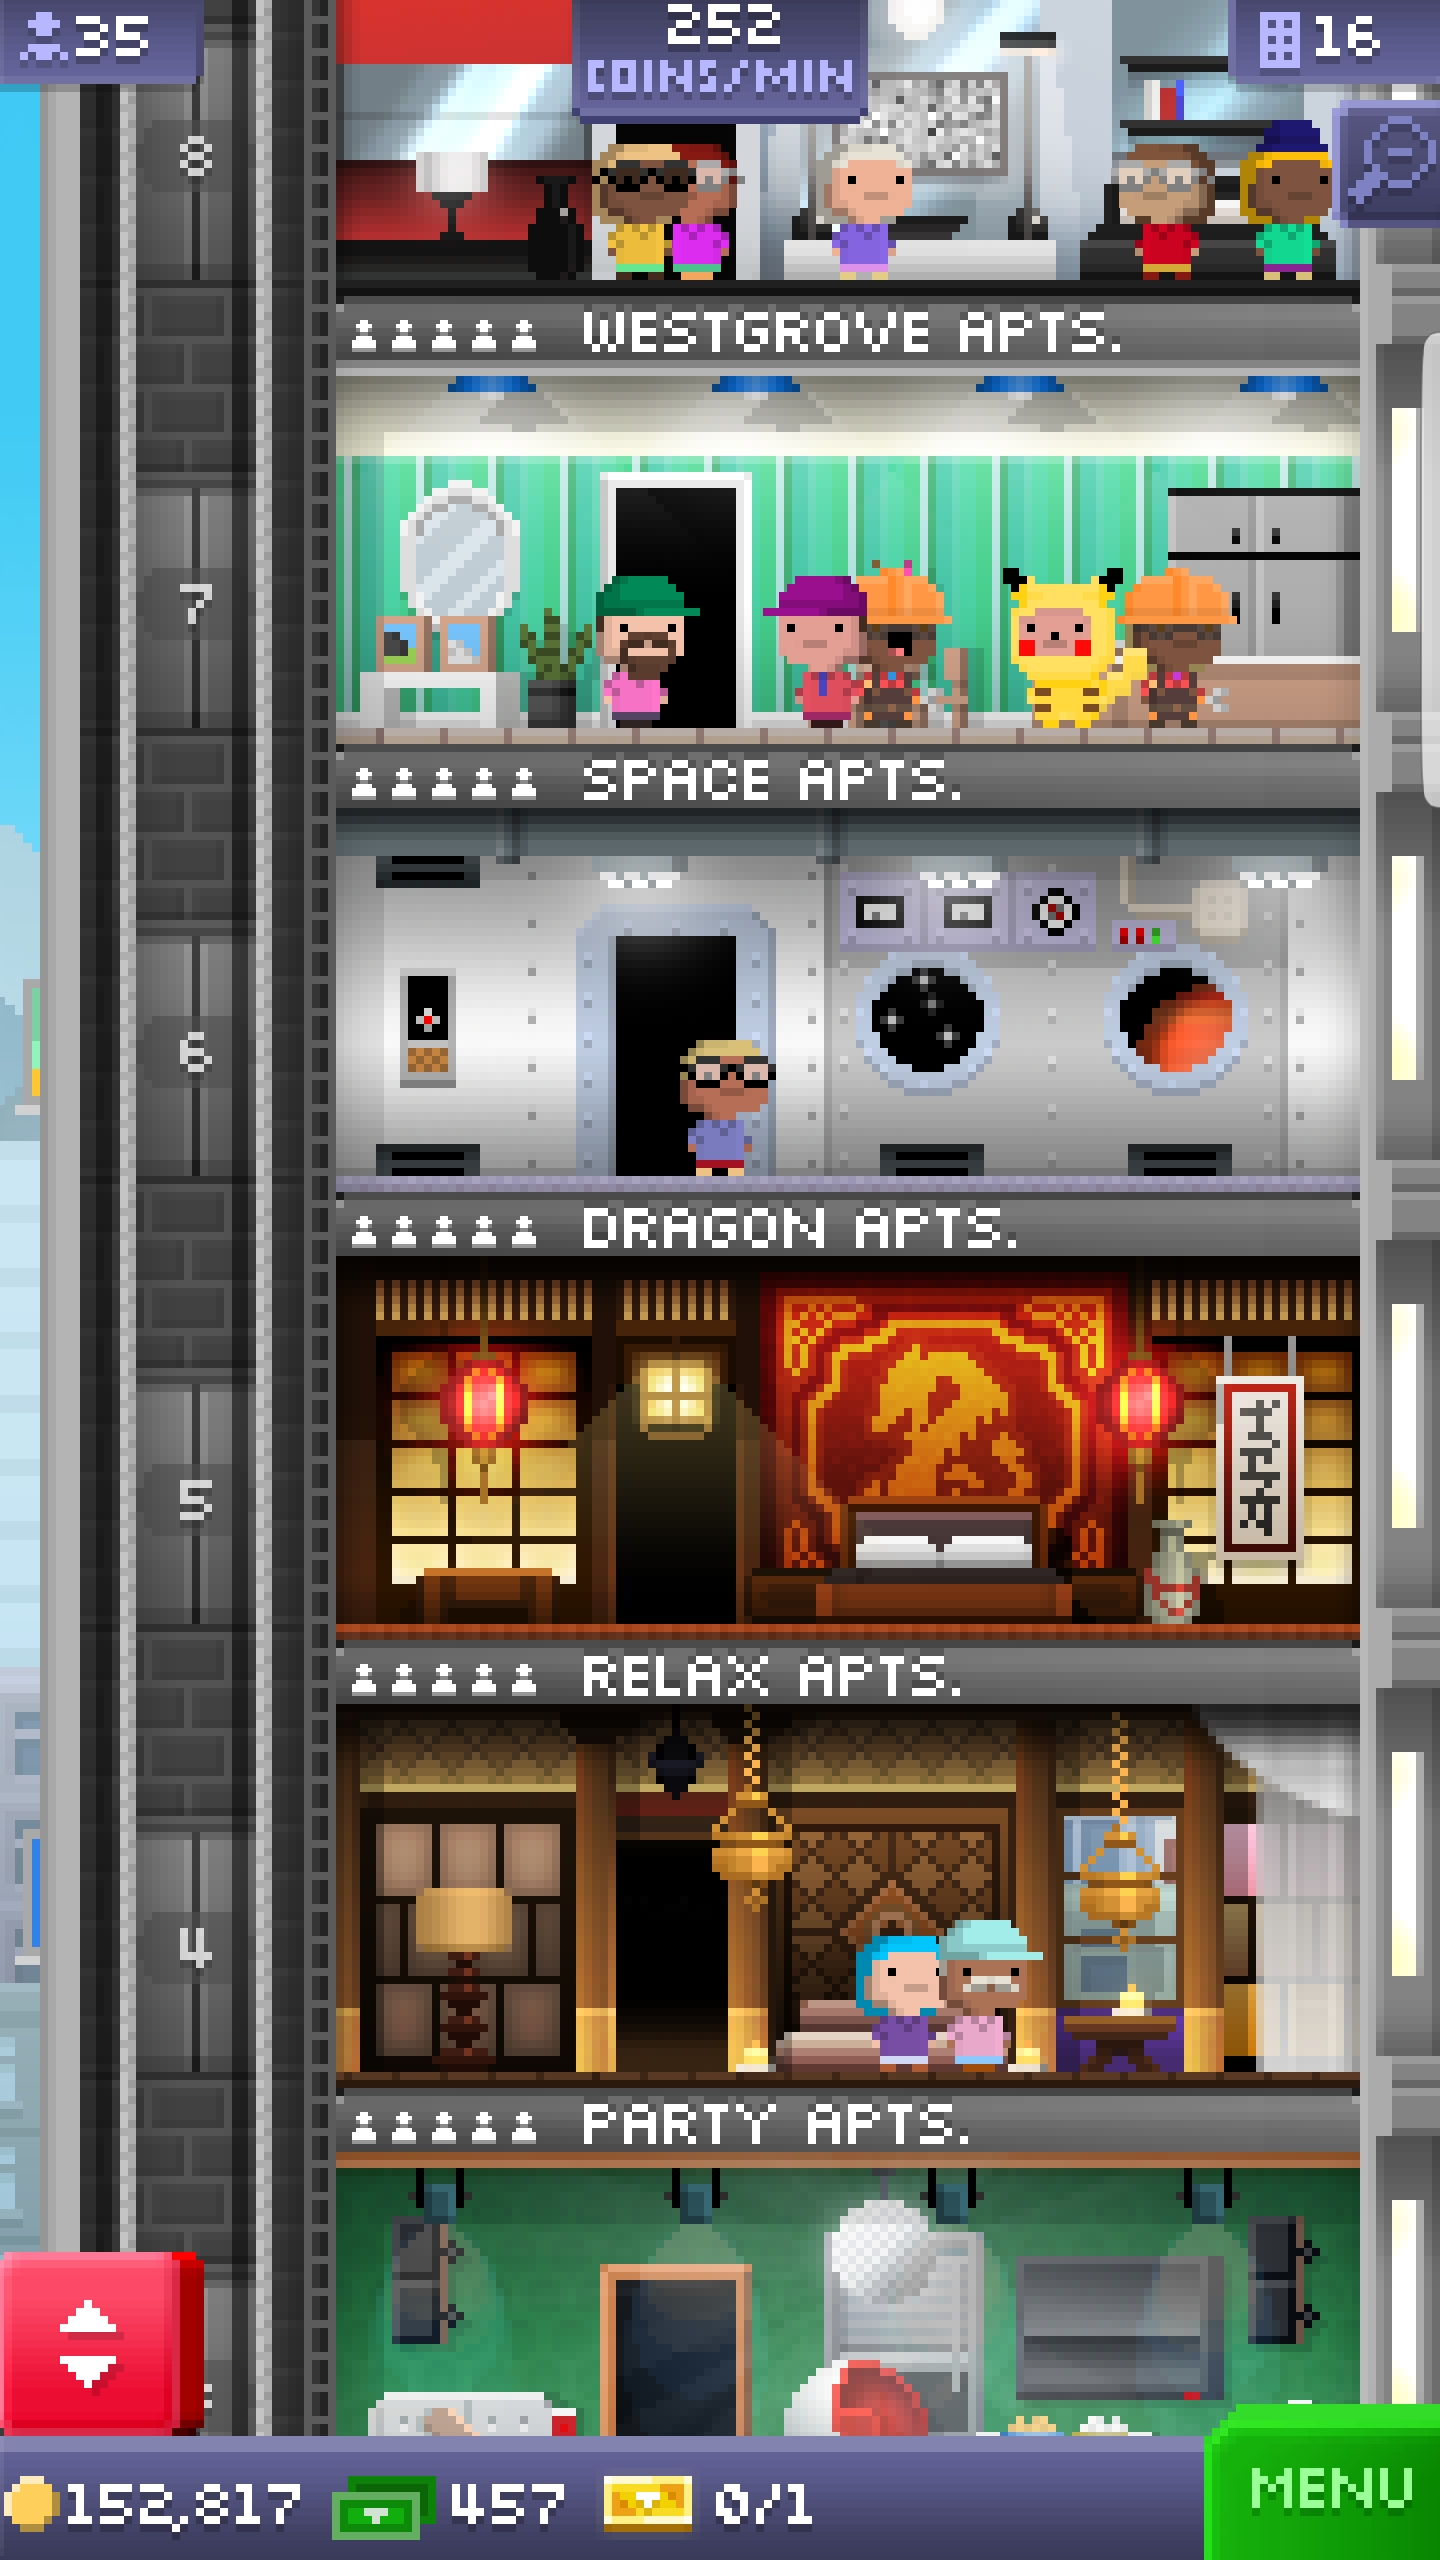 35
252
COINS/MIN
16
8
WESTGROVE APTS.
7
SPACE APTS.
6
DRAGON APTS.
5
RELAX APTS.
4
PARTY APTS.
152,817
457
0/1
MENU